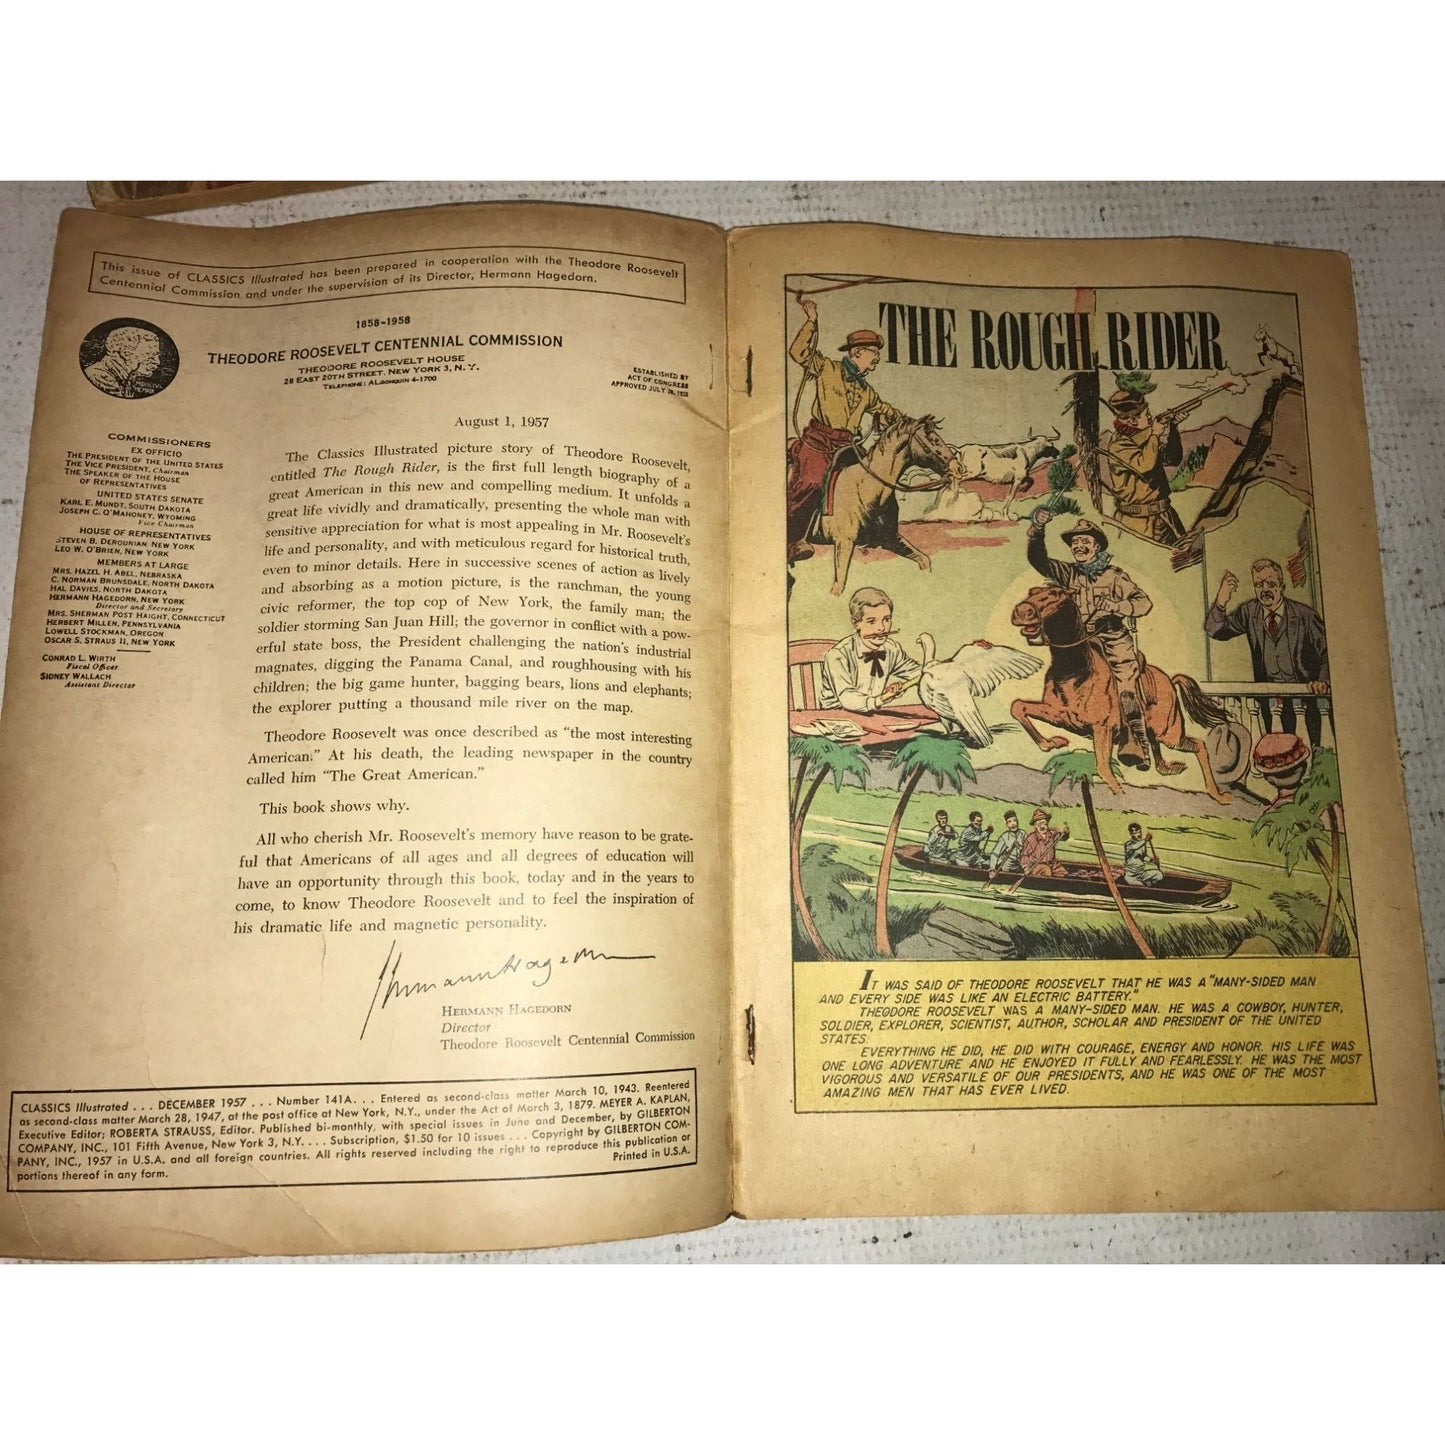 This issue of CLASSICS Illustrated has been prepared in cooperation with the Theodore Roosevelt
Centennial Commission and under the supervision of its Director, Hermann Hagedorn.
1858-1958
THEODORE ROOSEVELT CENTENNIAL COMMISSION
THEODORE ROOSEVELT HOUSE
28 EAST 20TH STREET, NEW YORK 3, N. Y.
TELEPHONE: ALGONQUIN 4-1700
ESTABLISHED BY
ACT OF CONGRESS
APPROVED JULY 28,
August 1, 1957
COMMISSIONERS
EX OFFICIO
THE PRESIDENT OF THE UNITED STATES
THE VICE PRESIDENT, Chairman
THE SPEAKER OF THE HOUSE
OF REPRESENTATIVES
UNITED STATES SENATE
KARL E. MUNDT, SOUTH DAKOTA
JOSEPH C. O'MAHONEY, WYOMING
Vice Chairman
HOUSE OF REPRESENTATIVES
STEVEN B. DEROUNIAN, NEW YORK
LEO W. O'BRIEN, NEW YORK
MEMBERS AT LARGE
MRS. HAZEL H. ABEL, NEBRASKA
C. NORMAN BRUNSDALE, NORTH DAKOTA
HAL DAVIES, NORTH DAKOTA
HERMANN HAGEDORN, NEW YORK
Director and Secretary
MRS. SHERMAN POST HAIGHT, CONNECTICUT
HERBERT MILLEN, PENNSYLVANIA
LOWELL STOCKMAN, OREGON
OSCAR S. STRAUS II, NEW YORK
CONRAD L. WIRTH
Fiscal Officer
SIDNEY WALLACH
Assistant Director
The Classics Illustrated picture story of Theodore Roosevelt,
entitled The Rough Rider, is the first full length biography of a
great American in this new and compelling medium. It unfolds a
great life vividly and dramatically, presenting the whole man with
sensitive appreciation for what is most appealing in Mr. Roosevelt's
life and personality, and with meticulous regard for historical truth,
even to minor details. Here in successive scenes of action as lively
and absorbing as a motion picture, is the ranchman, the young
civic reformer, the top cop of New York, the family man; the
soldier storming San Juan Hill; the governor in conflict with a pow-
erful state boss, the President challenging the nation's industrial
magnates, digging the Panama Canal, and roughhousing with his
children; the big game hunter, bagging bears, lions and elephants;
the explorer putting a thousand mile river on the map.
Theodore Roosevelt was once described as "the most interesting
American." At his death, the leading newspaper in the country
called him "The Great American."
This book shows why.
All who cherish Mr. Roosevelt's memory have reason to be grate-
ful that Americans of all ages and all degrees of education will
have an opportunity through this book, today and in the years to
come, to know Theodore Roosevelt and to feel the inspiration of
his dramatic life and magnetic personality.
Hermann Hagedorn
HERMANN HAGEDORN
Director
Theodore Roosevelt Centennial Commission
CLASSICS Illustrated . . . DECEMBER 1957 . . . Number 141A. . . Entered as second-class matter March 10, 1943. Reentered
as second-class matter March 28, 1947, at the post office at New York, N.Y., under the Act of March 3, 1879. MEYER A. KAPLAN,
Executive Editor; ROBERTA STRAUSS, Editor. Published bi-monthly, with special issues in June and December, by GILBERTON
COMPANY, INC., 101 Fifth Avenue, New York 3, N.Y. . . . Subscription, $1.50 for 10 issues . . . Copyright by GILBERTON COM-
PANY, INC., 1957 in U.S.A. and all foreign countries. All rights reserved including the right to reproduce this publication or
portions thereof in any form. Printed in U.S.A.
THE ROUGH RIDER
IT WAS SAID OF THEODORE ROOSEVELT THAT HE WAS A "MANY-SIDED MAN
AND EVERY SIDE WAS LIKE AN ELECTRIC BATTERY."
THEODORE ROOSEVELT WAS A MANY-SIDED MAN. HE WAS A COWBOY, HUNTER,
SOLDIER, EXPLORER, SCIENTIST, AUTHOR, SCHOLAR AND PRESIDENT OF THE UNITED
STATES.
EVERYTHING HE DID, HE DID WITH COURAGE, ENERGY AND HONOR. HIS LIFE WAS
ONE LONG ADVENTURE AND HE ENJOYED IT FULLY AND FEARLESSLY. HE WAS THE MOST
VIGOROUS AND VERSATILE OF OUR PRESIDENTS, AND HE WAS ONE OF THE MOST
AMAZING MEN THAT HAS EVER LIVED.